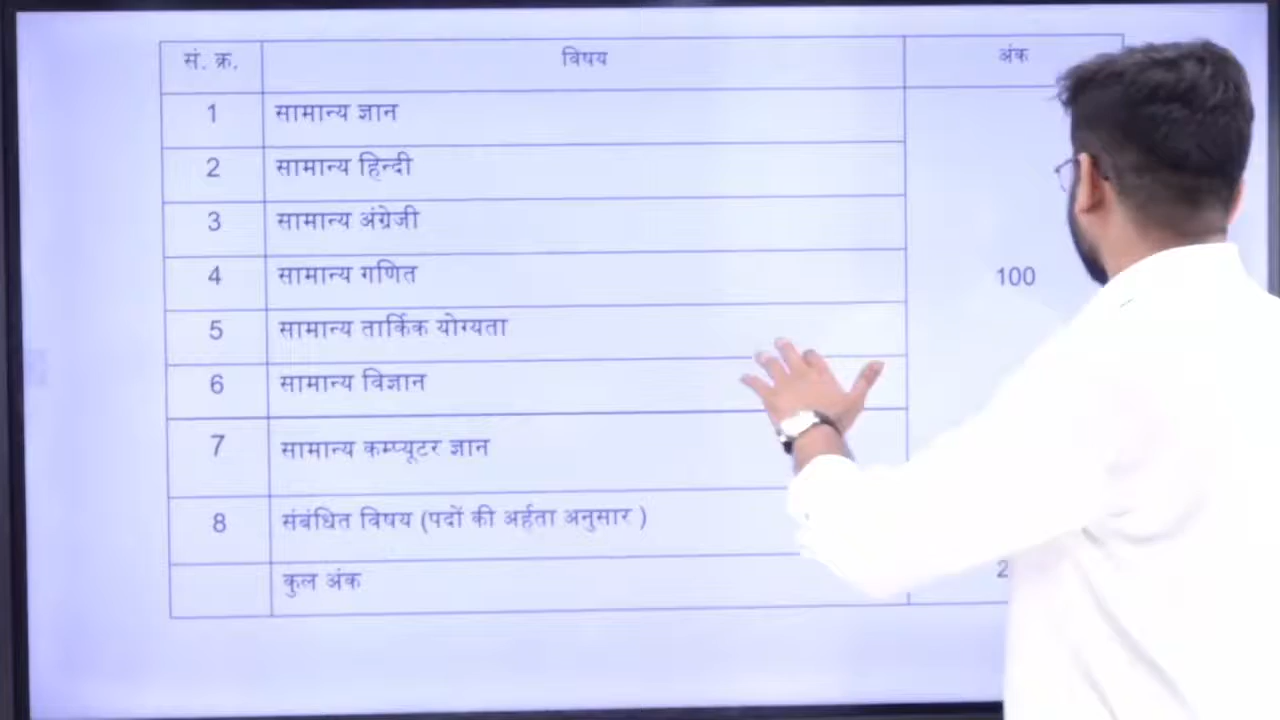 सं. क्र. विषय अंक
1 सामान्य ज्ञान
2 सामान्य हिन्दी
3 सामान्य अंग्रेजी
4 सामान्य गणित 100
5 सामान्य तार्किक योग्यता
6 सामान्य विज्ञान
7 सामान्य कम्प्यूटर ज्ञान
8 संबंधित विषय (पदों की अर्हता अनुसार )
कुल अंक